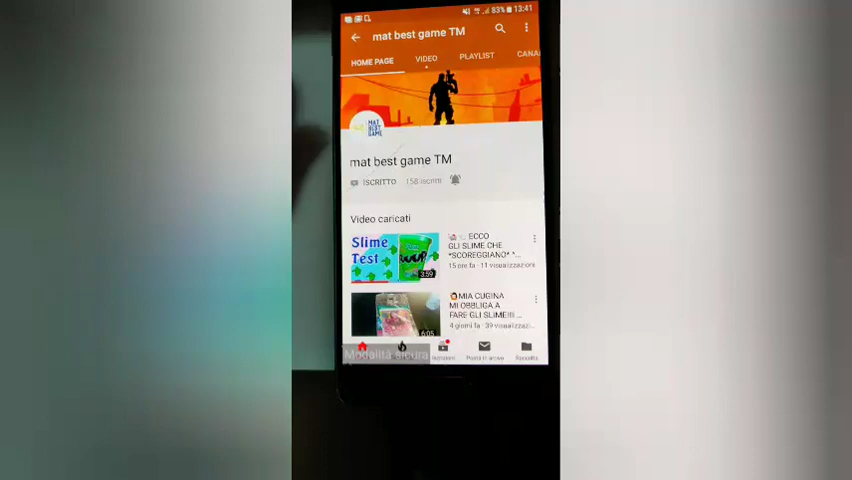 83% 13:41
mat best game TM
HOME PAGE VIDEO PLAYLIST CANA
MAT
BEST
GAME
mat best game TM
ISCRITTO 158 iscritti
Video caricati
Slime
Test
3:59
ECCO
GLI SLIME CHE
*SCOREGGIANO* *...
15 ore fa · 11 visualizzazioni
6:05
MIA CUGINA
MI OBBLIGA A
FARE GLI SLIME!!! ...
4 giorni fa · 39 visualizzazi...
Modalità sicura
Iscrizioni
Posta in arrivo
Raccolta